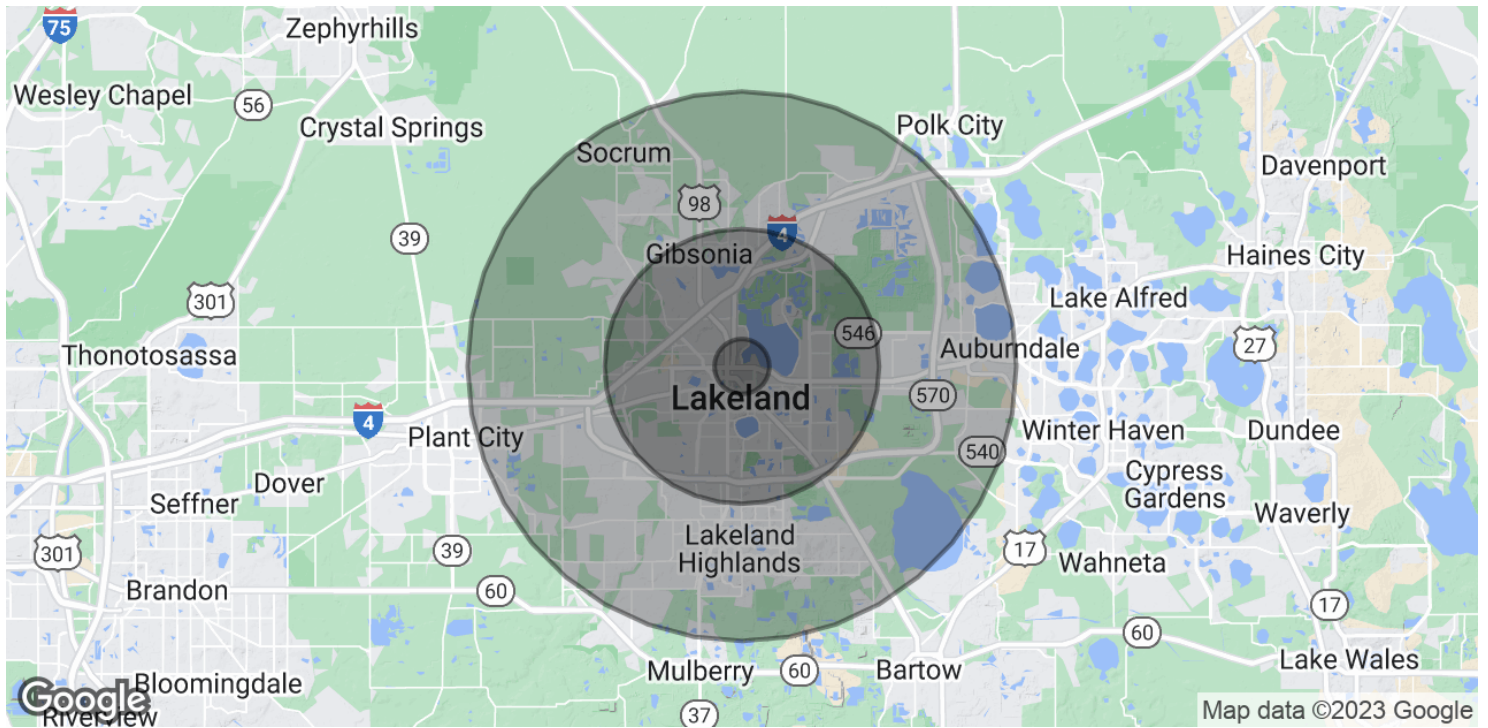 75
Zephyrhills
Wesley Chapel
56
Crystal Springs
Polk City
Socrum
Davenport
98
4
39
Gibsonia
Haines City
301
Lake Alfred
546
27
Thonotosassa
Auburndale
Lakeland
570
4
Plant City
Winter Haven
Dundee
540
Cypress
Gardens
Dover
Seffner
Waverly
Lakeland
Highlands
301
39
17
Wahneta
Brandon
60
17
60
Mulberry
60
Bartow
Lake Wales
Bloomingdale
Google
Riverview
37
Map data ©2023 Google